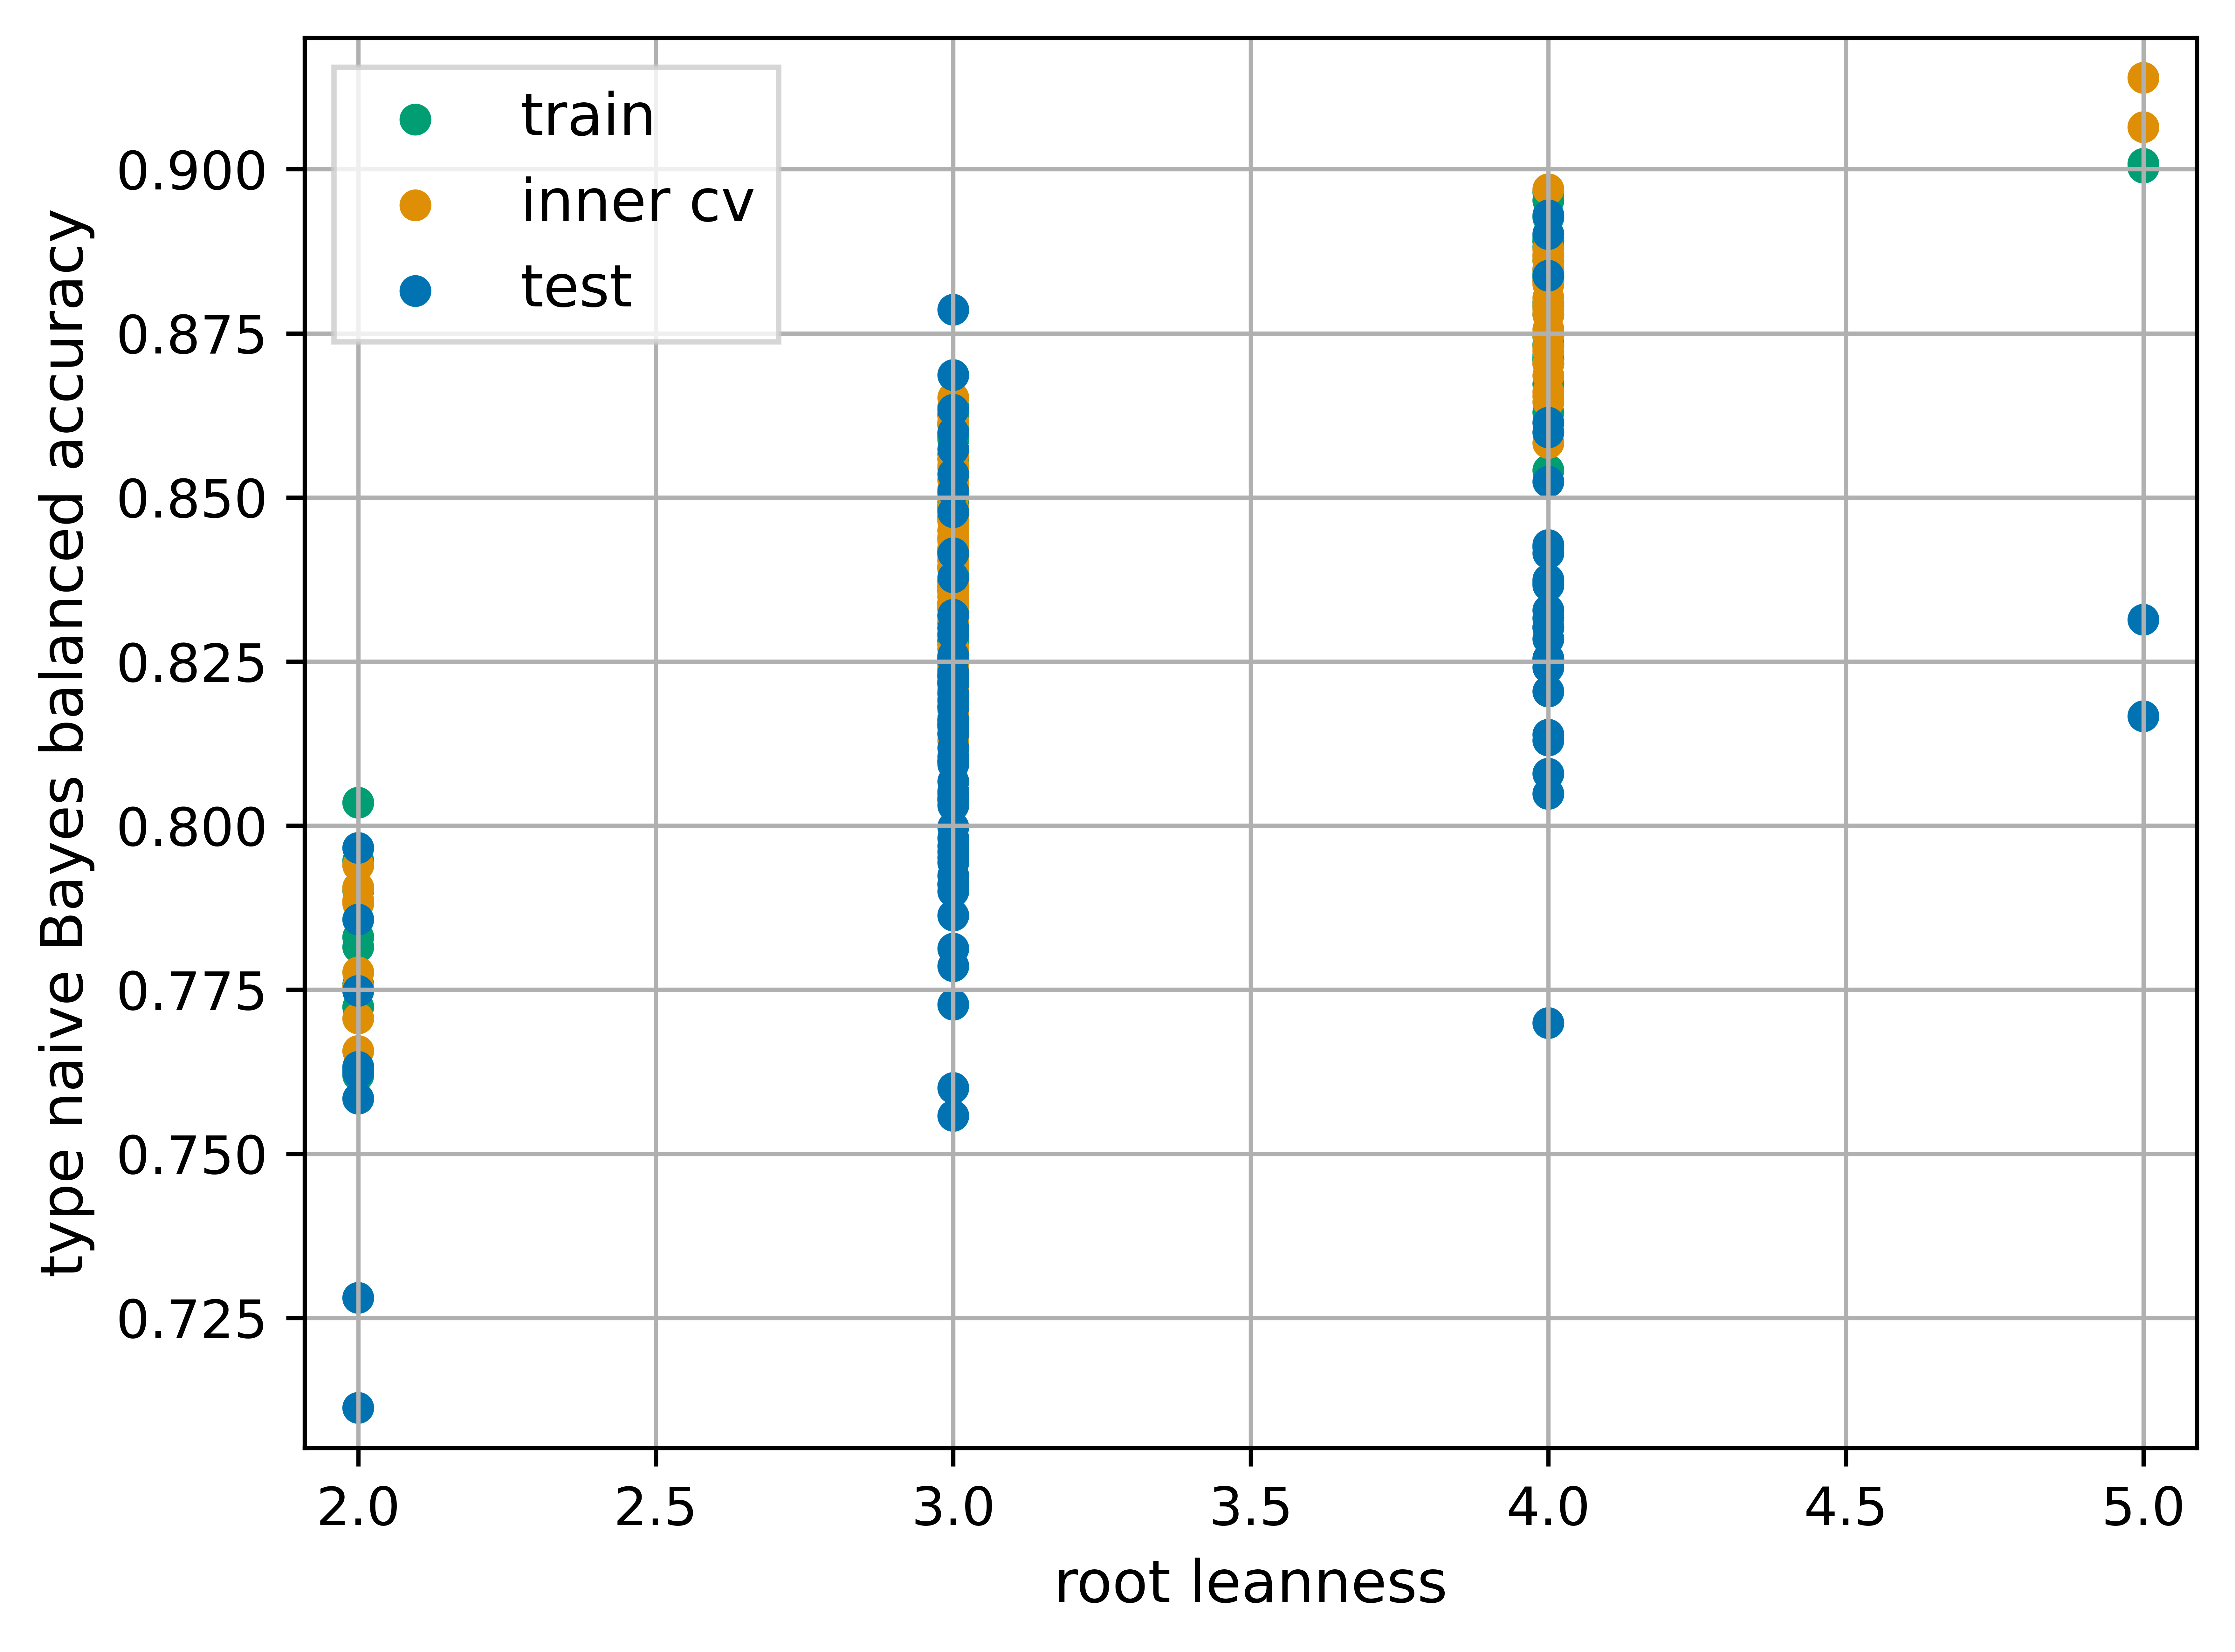 train
inner cv
test
type naive Bayes balanced accuracy
0.900
0.875
0.850
0.825
0.800
0.775
0.750
0.725
2.0 2.5 3.0 3.5 4.0 4.5 5.0
root leanness